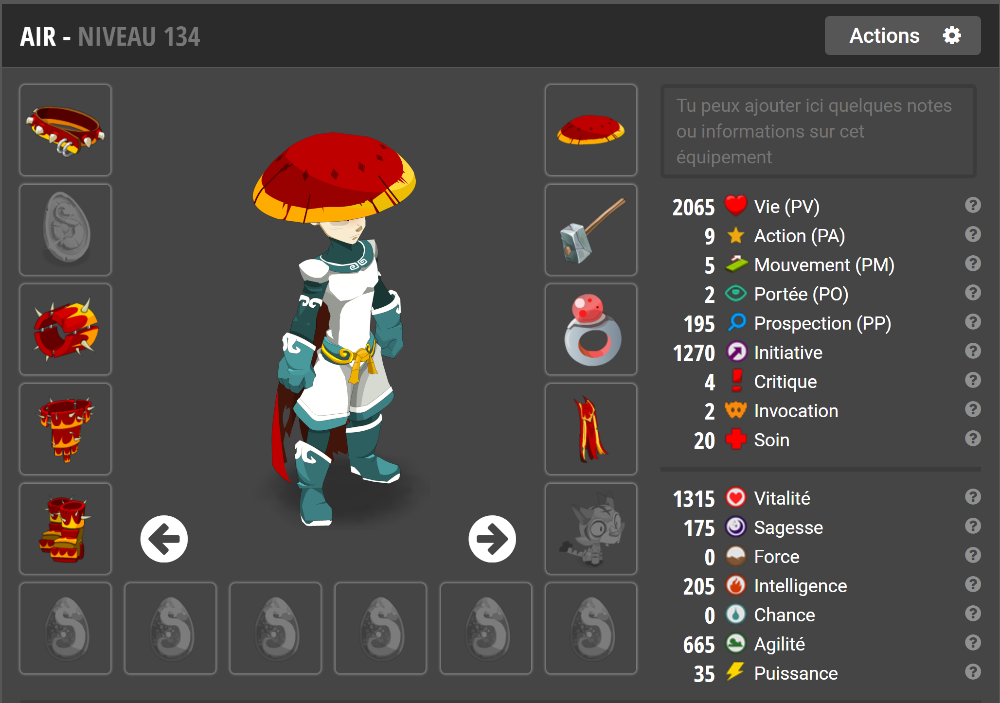 AIR - NIVEAU 134
Actions
Tu peux ajouter ici quelques notes
ou informations sur cet
équipement
2065 Vie (PV) ?
9 Action (PA) ?
5 Mouvement (PM) ?
2 Portée (PO) ?
195 Prospection (PP) ?
1270 Initiative ?
4 Critique ?
2 Invocation ?
20 Soin ?
1315 Vitalité ?
175 Sagesse ?
0 Force ?
205 Intelligence ?
0 Chance ?
665 Agilité ?
35 Puissance ?